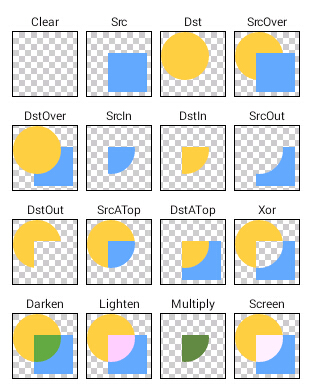 Clear Src Dst SrcOver
DstOver SrcIn DstIn SrcOut
DstOut SrcATop DstATop Xor
Darken Lighten Multiply Screen